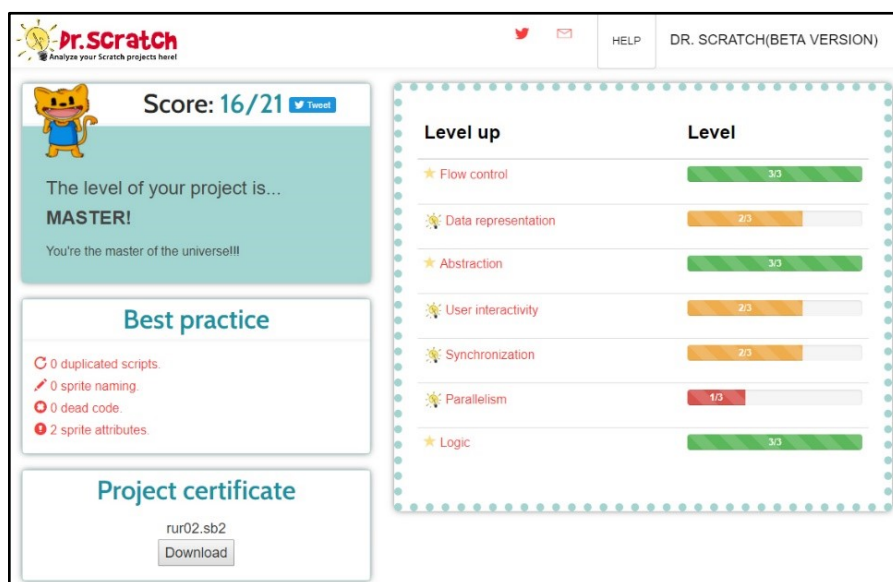 Dr.Scratch
Analyze your Scratch projects here!
HELP
DR. SCRATCH(BETA VERSION)
Score: 16/21 Tweet
The level of your project is...
MASTER!
You're the master of the universe!!!
Best practice
0 duplicated scripts.
0 sprite naming.
0 dead code.
2 sprite attributes.
Project certificate
rur02.sb2
Download
Level up Level
Flow control 3/3
Data representation 2/3
Abstraction 3/3
User interactivity 2/3
Synchronization 2/3
Parallelism 1/3
Logic 3/3